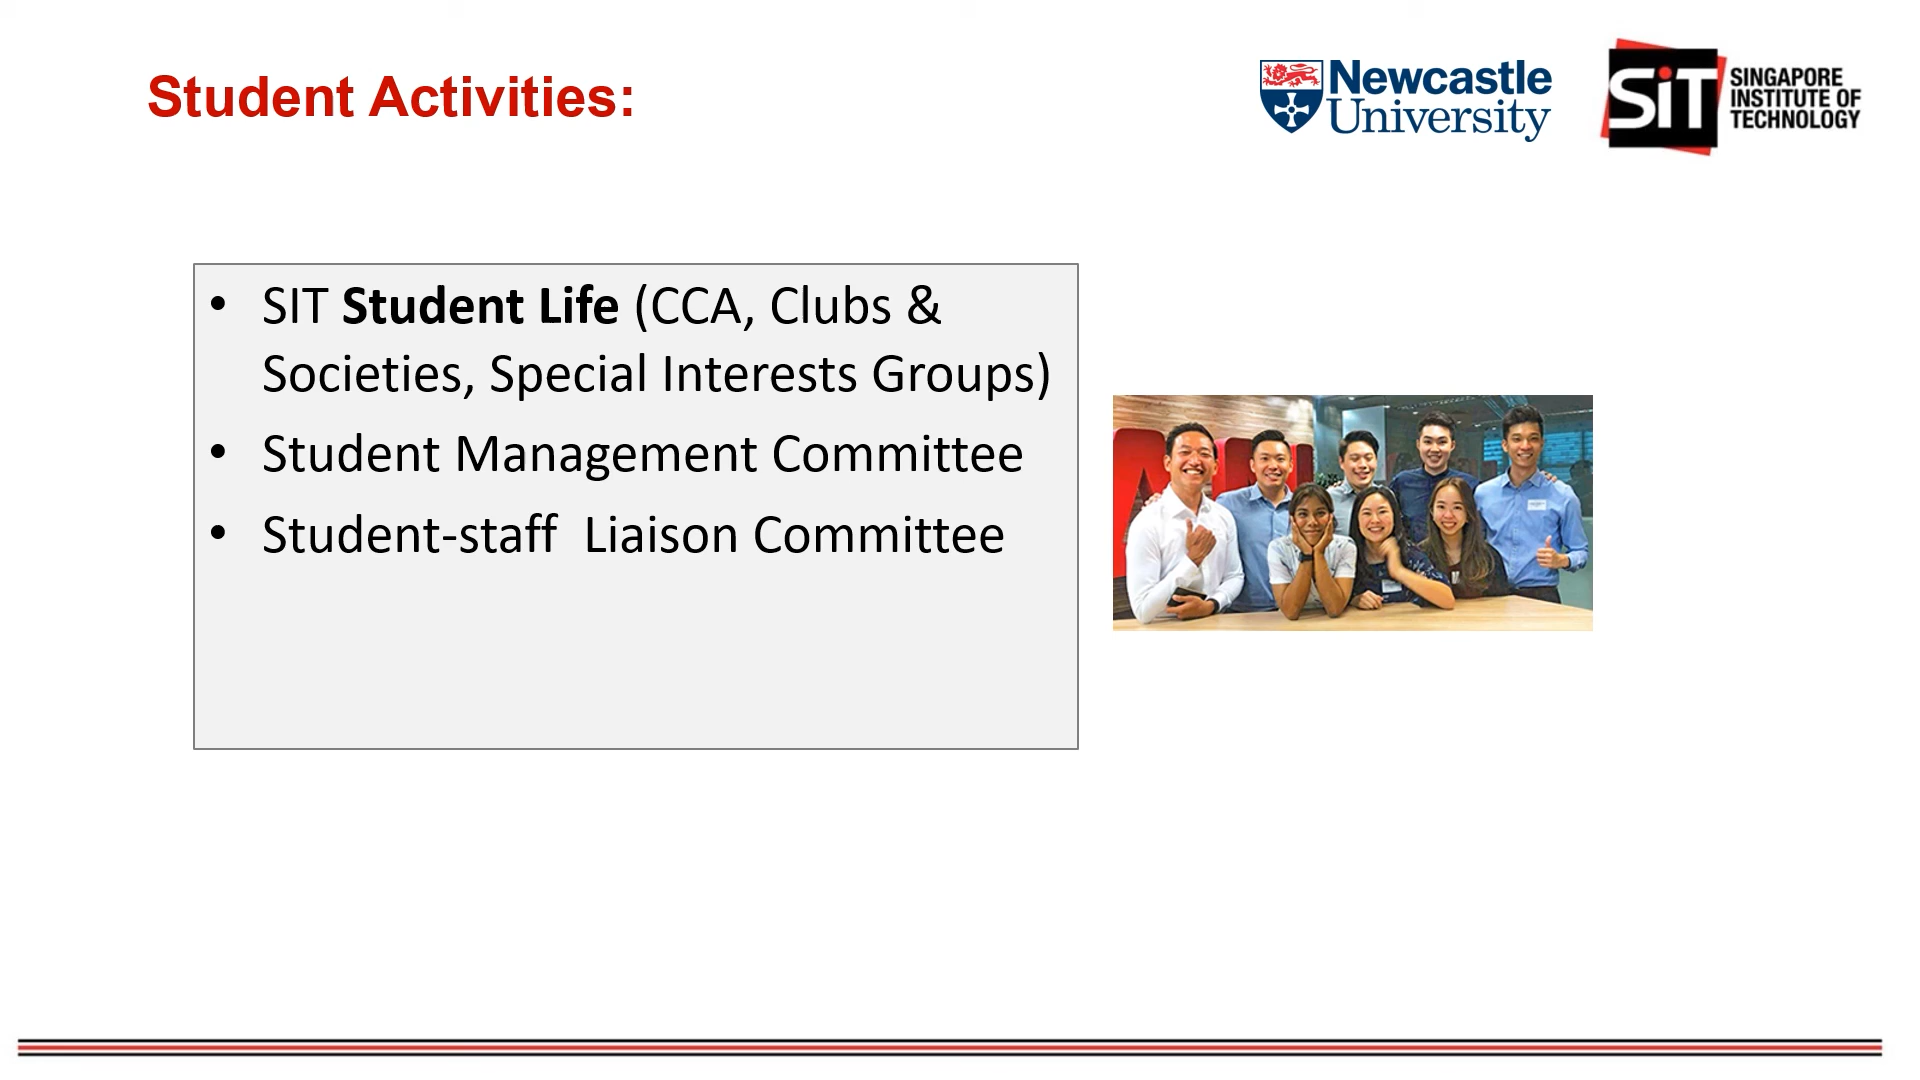 Student Activities:
Newcastle
University
SiT
SINGAPORE
INSTITUTE OF
TECHNOLOGY
• SIT Student Life (CCA, Clubs &
Societies, Special Interests Groups)
• Student Management Committee
• Student-staff  Liaison Committee